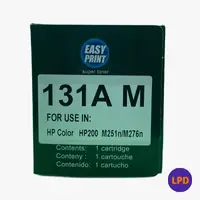 EASY
PRINT
super toner
131A M
FOR USE IN:
HP Color HP200 M251n/M276n
Contents: 1 cartridge
Conteny : 1 cartouche
Contenido: 1 cartucho
LPD